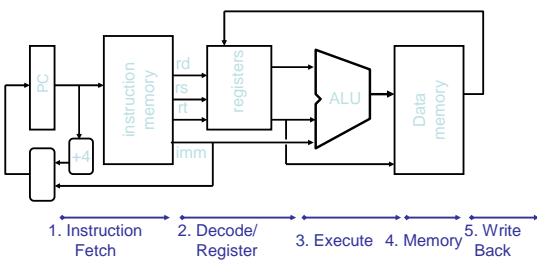 PC
+4
instruction
memory
rd
rs
rt
imm
registers
ALU
Data
memory
1. Instruction
Fetch
2. Decode/
Register
3. Execute
4. Memory
5. Write
Back